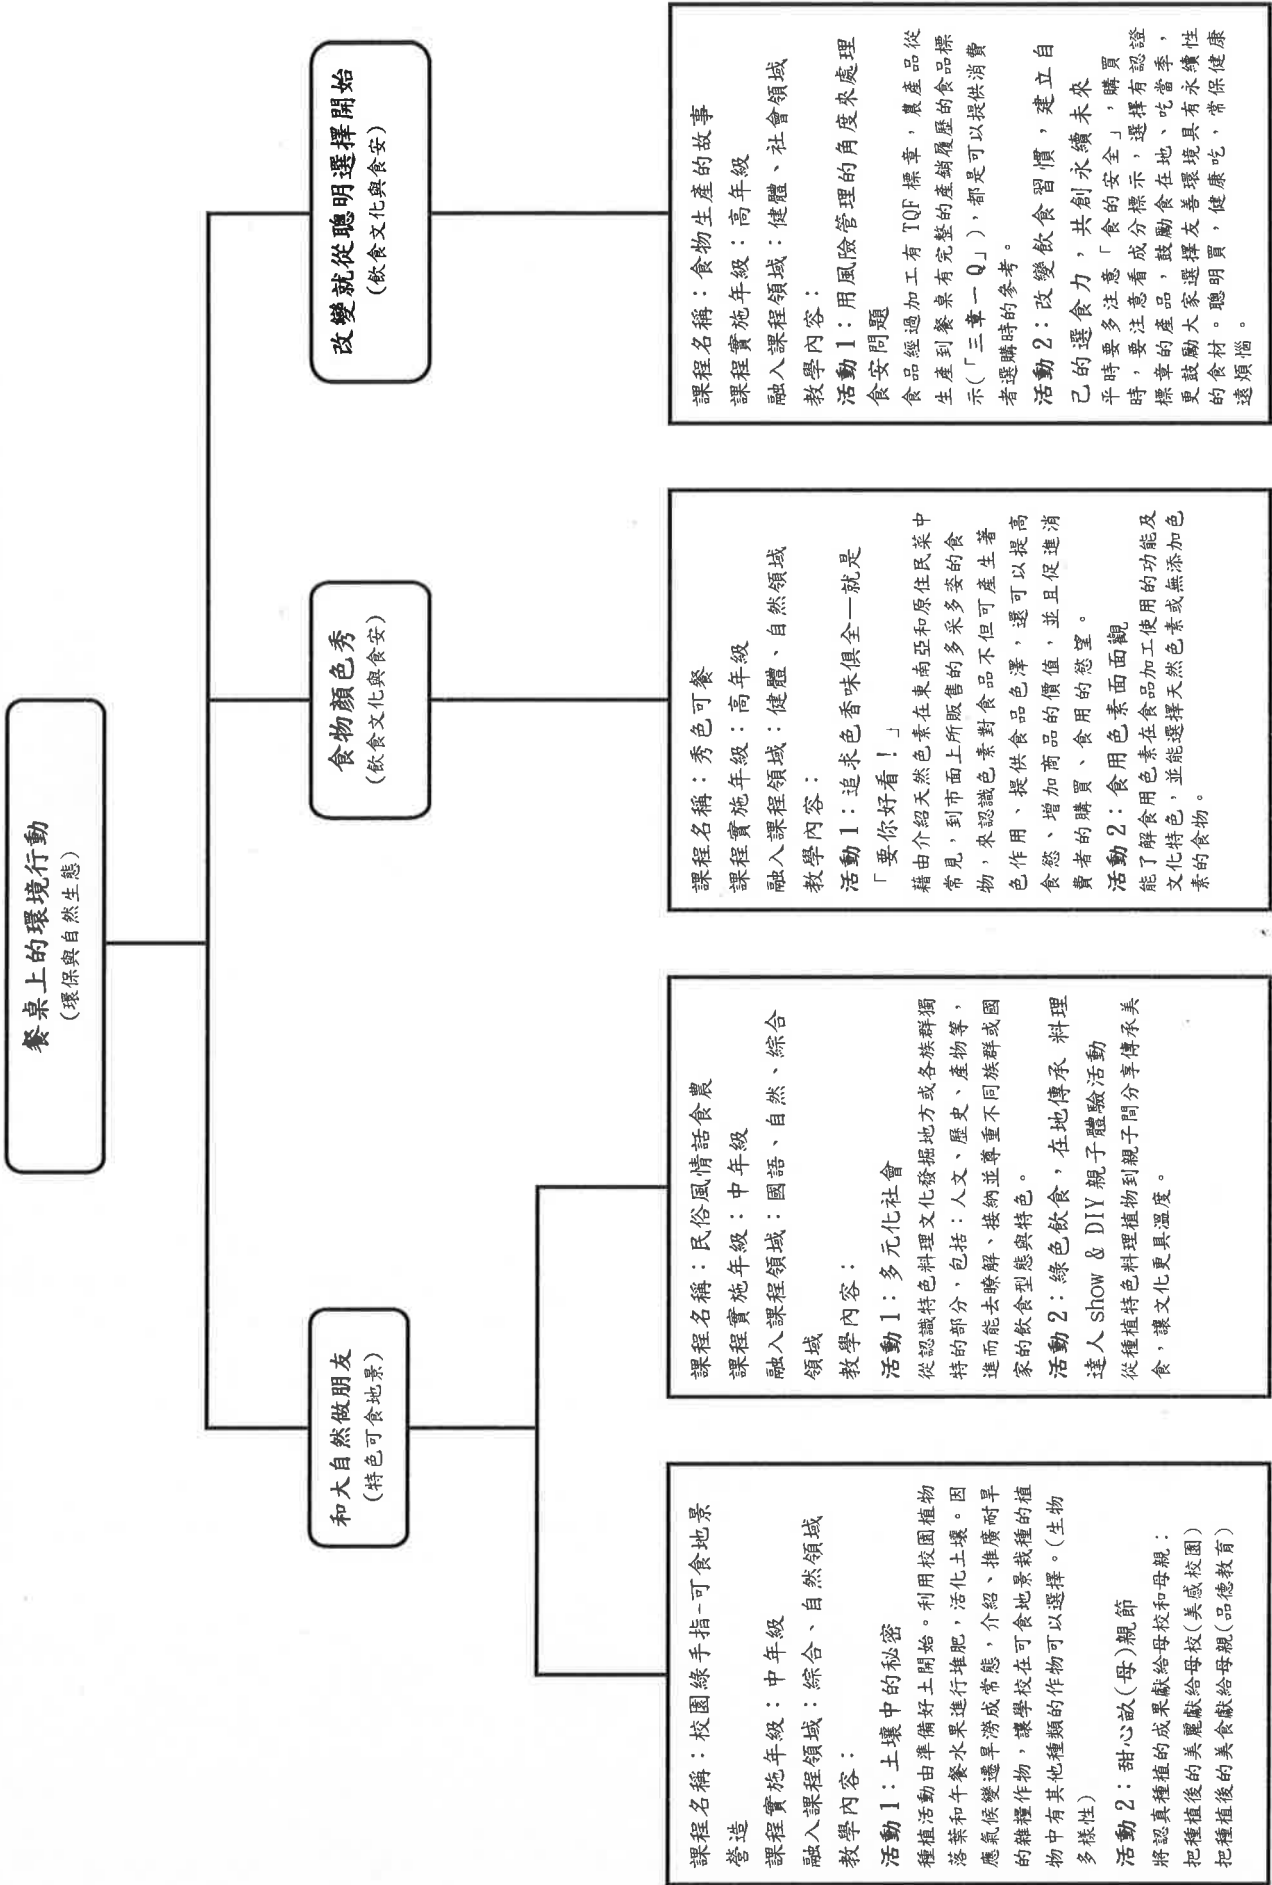 餐桌上的環境行動
(環保與自然生態)
和大自然做朋友
(特色可食地景)
食物顏色秀
(飲食文化與食安)
改變就從聰明選擇開始
(飲食文化與食安)
課程名稱：校園綠手指-可食地景
營造
課程實施年級：中年級
融入課程領域：綜合、自然領域
教學內容：
活動1：土壤中的秘密
種植活動由準備好土開始。利用校園植物
落葉和午餐水果進行堆肥，活化土壤。因
應氣候變遷旱澇成常態，介紹、推廣耐旱
的雜糧作物，讓學校在可食地景栽種的植
物中有其他種類的作物可以選擇。(生物
多樣性)
活動2：甜心畝(母)親節
將認真種植的成果獻給母校和母親：
把種植後的美麗獻給母校(美感校園)
把種植後的美食獻給母親(品德教育)
課程名稱：民俗風情話食農
課程實施年級：中年級
融入課程領域：國語、自然、綜合
領域
教學內容：
活動1：多元化社會
從認識特色料理文化發掘地方或各族群獨
特的部分，包括：人文、歷史、產物等，
進而能去瞭解、接納並尊重不同族群或國
家的飲食型態與特色。
活動2：綠色飲食，在地傳承 料理
達人 show & DIY 親子體驗活動
從種植特色料理植物到親子間分享傳承美
食，讓文化更具溫度。
課程名稱：秀色可餐
課程實施年級：高年級
融入課程領域：健體、自然領域
教學內容：
活動1：追求色香味俱全—就是
「要你好看！」
藉由介紹天然色素在東南亞和原住民菜中
常見，到市面上所販售的多采多姿的食
物，來認識色素對食品不但可產生著
色作用、提供食品色澤，還可以提高
食慾、增加商品的價值，並且促進消
費者的購買、食用的慾望。
活動2：食用色素面面觀
能了解食用色素在食品加工使用的功能及
文化特色，並能選擇天然色素或無添加色
素的食物。
課程名稱：食物生產的故事
課程實施年級：高年級
融入課程領域：健體、社會領域
教學內容：
活動1：用風險管理的角度來處理
食安問題
食品經過加工有 TQF 標章，農產品從
生產到餐桌有完整的產銷履歷的食品標
示(「三章一Q」)，都是可以提供消費
者選購時的參考。
活動2：改變飲食習慣，建立自
己的選食力，共創永續未來
平時要多注意「食的安全」，購買
時，要注意看成分標示，選擇有認證
標章的產品，鼓勵食在地、吃當季，
更鼓勵大家選擇友善環境具有永續性
的食材。聰明買，健康吃，常保健康
遠煩惱。